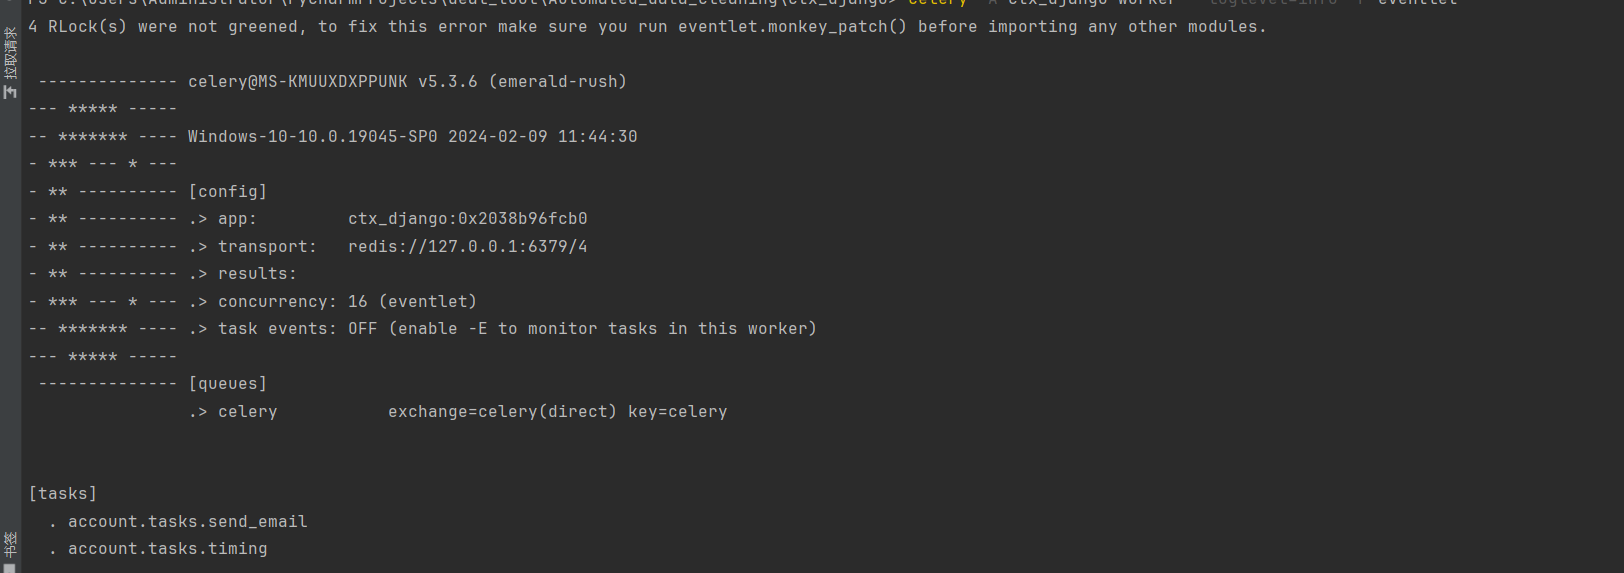 PS C:\Users\Administrator\PycharmProjects\deal_tool\Automated_data_cleaning\ctx_django> celery -A ctx_django worker --loglevel=info -P eventlet
4 RLock(s) were not greened, to fix this error make sure you run eventlet.monkey_patch() before importing any other modules.
-------------- celery@MS-KMUUXDXPPUNK v5.3.6 (emerald-rush)
--- ***** -----
-- ******* ---- Windows-10-10.0.19045-SP0 2024-02-09 11:44:30
- *** --- * ---
- ** ---------- [config]
- ** ---------- .> app:         ctx_django:0x2038b96fcb0
- ** ---------- .> transport:   redis://127.0.0.1:6379/4
- ** ---------- .> results:
- *** --- * --- .> concurrency: 16 (eventlet)
-- ******* ---- .> task events: OFF (enable -E to monitor tasks in this worker)
--- ***** -----
-------------- [queues]
.> celery           exchange=celery(direct) key=celery
[tasks]
. account.tasks.send_email
. account.tasks.timing
拉取请求
书签